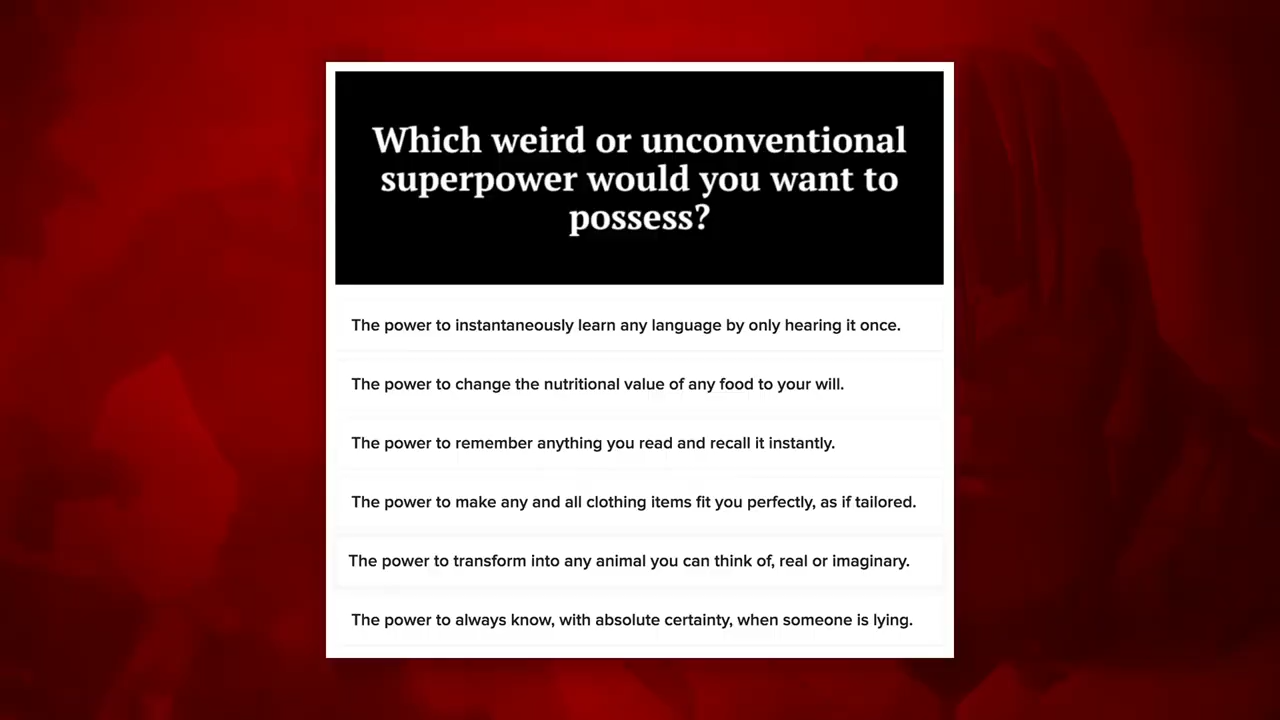 Which weird or unconventional
superpower would you want to
possess?
The power to instantaneously learn any language by only hearing it once.
The power to change the nutritional value of any food to your will.
The power to remember anything you read and recall it instantly.
The power to make any and all clothing items fit you perfectly, as if tailored.
The power to transform into any animal you can think of, real or imaginary.
The power to always know, with absolute certainty, when someone is lying.